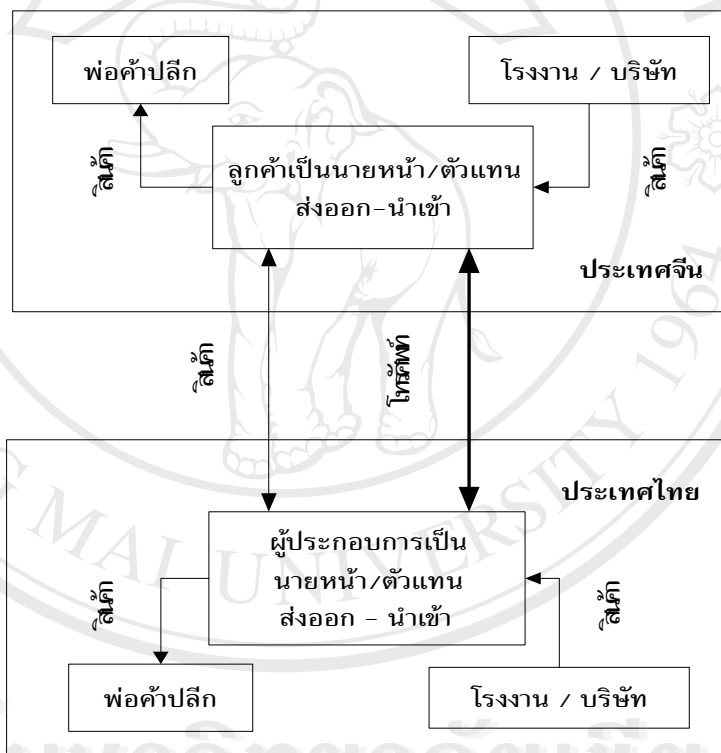 พ่อค้าปลีก
โรงงาน / บริษัท
สินค้า
ลูกค้าเป็นนายหน้า/ตัวแทน
ส่งออก-นำเข้า
สินค้า
ประเทศจีน
สินค้า
โทรศัพท์
ประเทศไทย
ผู้ประกอบการเป็น
นายหน้า/ตัวแทน
ส่งออก - นำเข้า
สินค้า
สินค้า
พ่อค้าปลีก
โรงงาน / บริษัท
MAI UNIVERSITY 1964